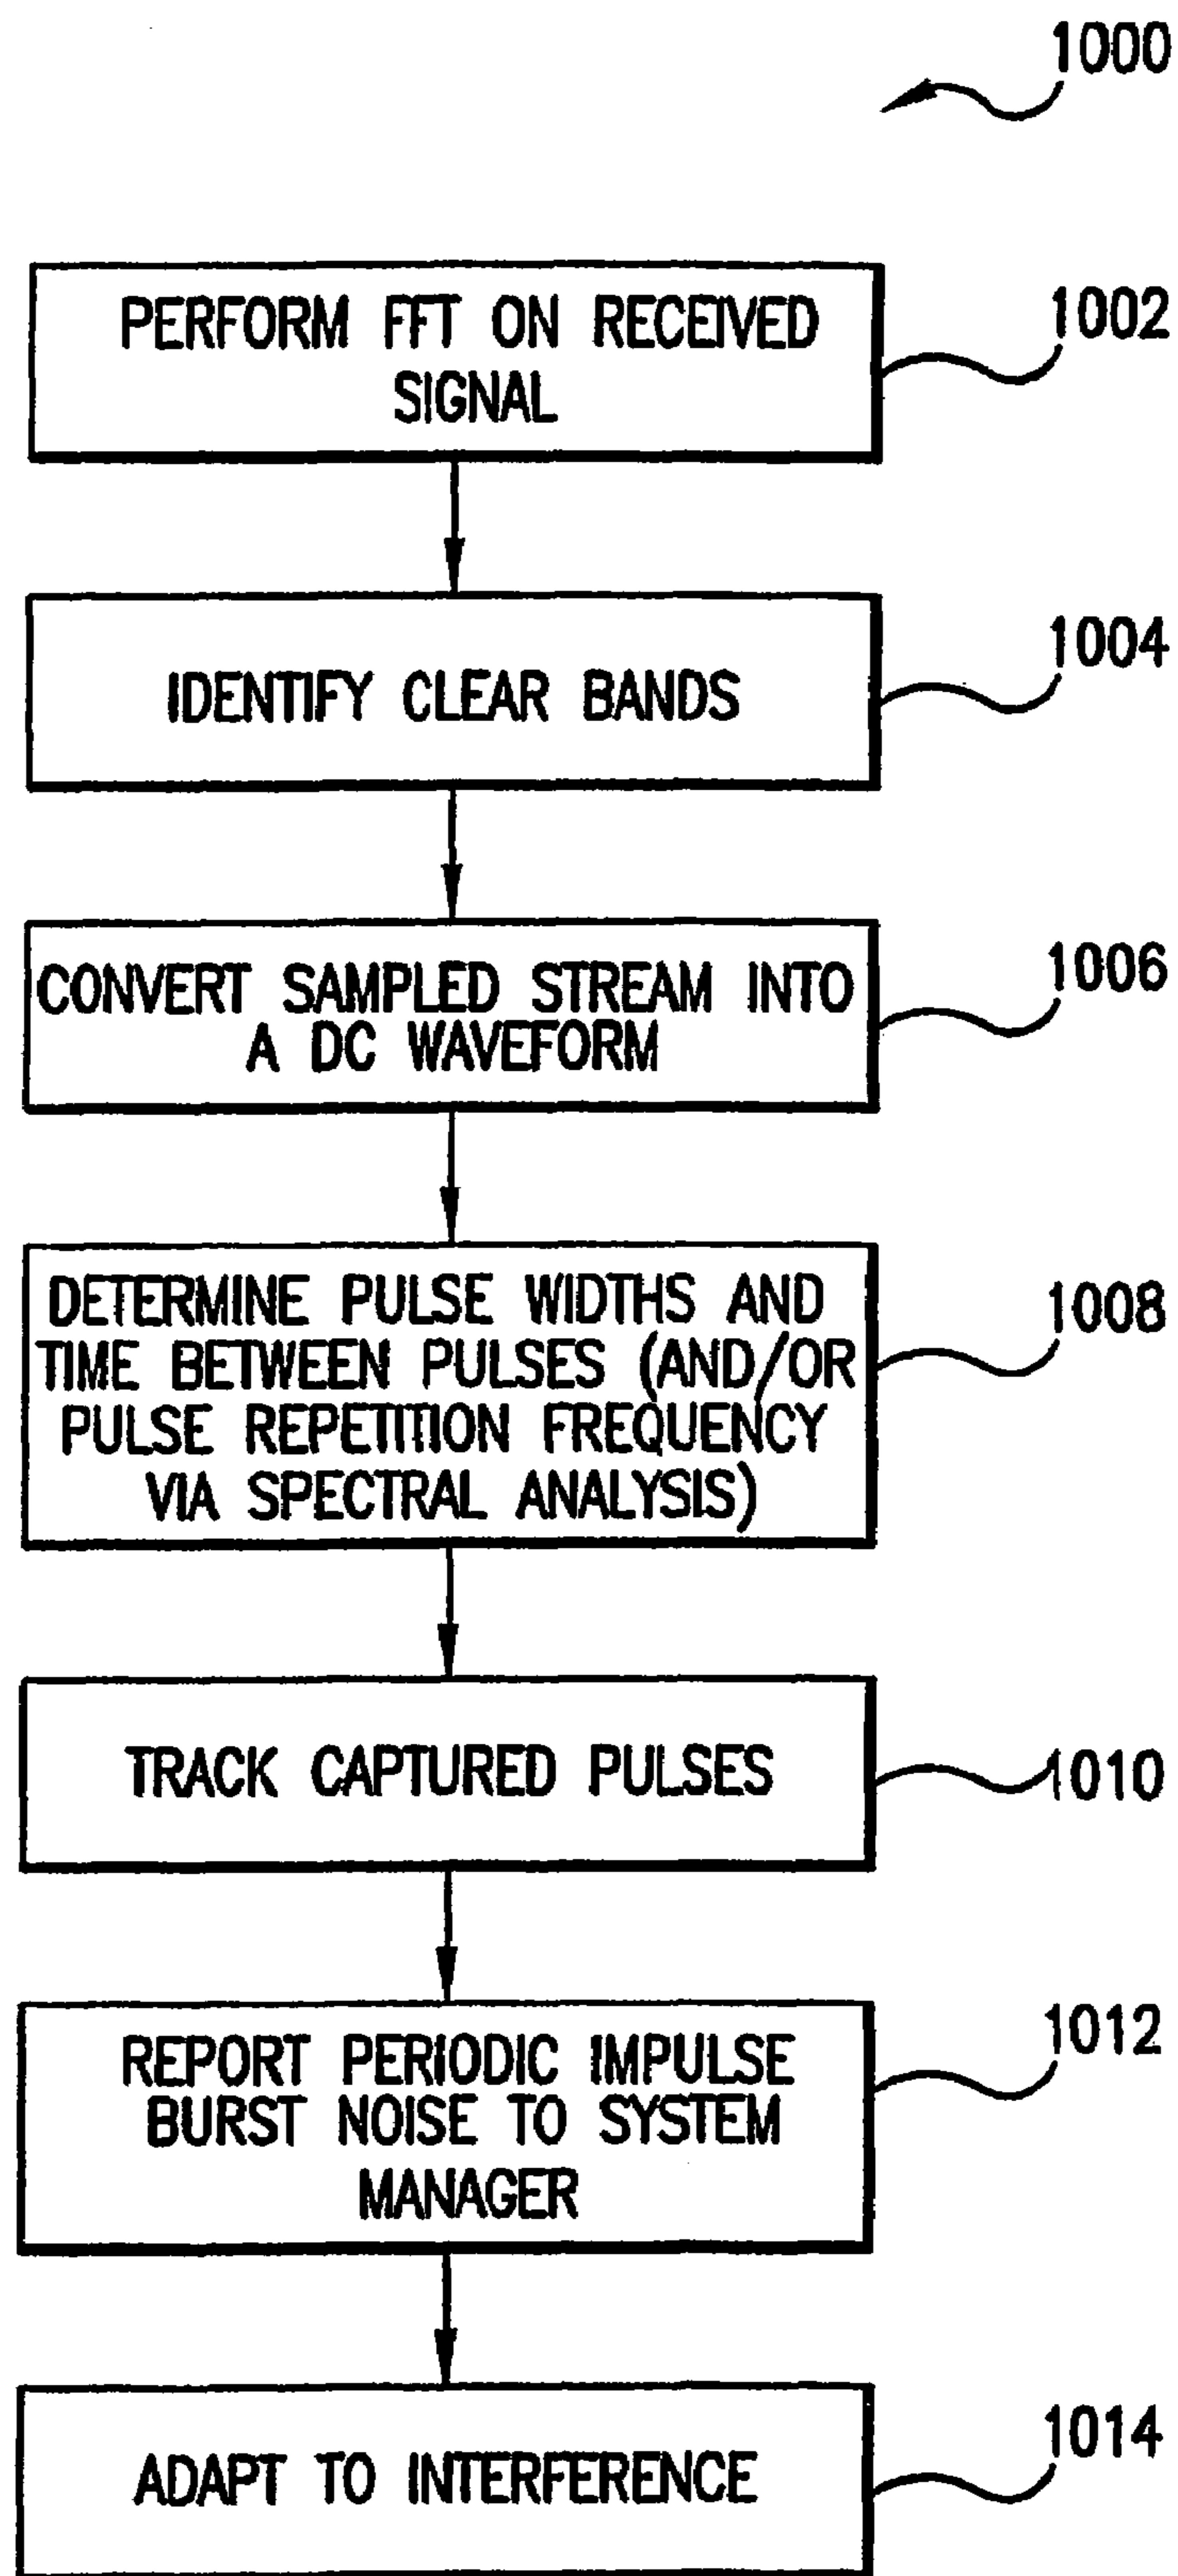 1000
PERFORM FFT ON RECEIVED
SIGNAL
1002
IDENTIFY CLEAR BANDS
1004
CONVERT SAMPLED STREAM INTO
A DC WAVEFORM
1006
DETERMINE PULSE WIDTHS AND
TIME BETWEEN PULSES (AND/OR
PULSE REPETITION FREQUENCY
VIA SPECTRAL ANALYSIS)
1008
TRACK CAPTURED PULSES
1010
REPORT PERIODIC IMPULSE
BURST NOISE TO SYSTEM
MANAGER
1012
ADAPT TO INTERFERENCE
1014